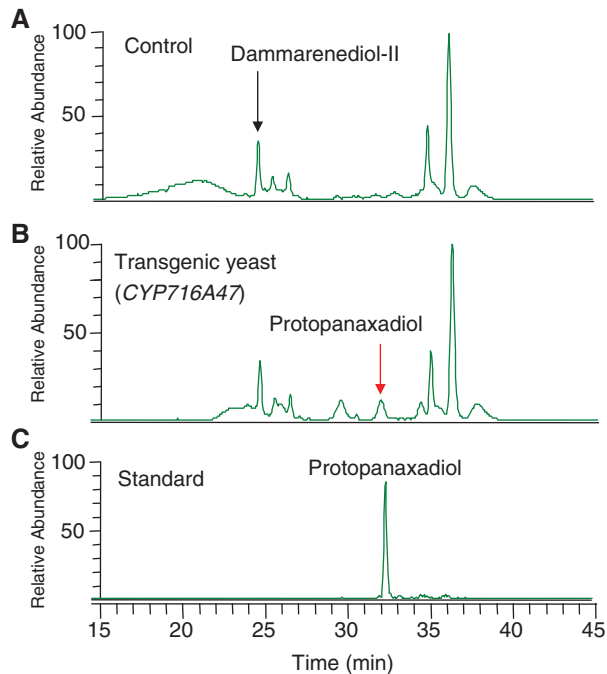 A
Control
Dammarenediol-II
100
50
Relative Abundance
B
Transgenic yeast
(CYP716A47)
Protopanaxadiol
100
50
Relative Abundance
C
Standard
Protopanaxadiol
100
50
Relative Abundance
15 20 25 30 35 40 45
Time (min)